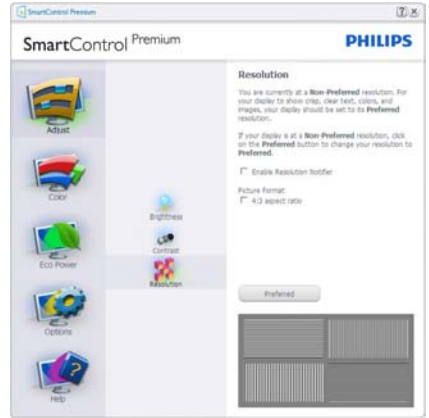 SmartControl Premium
SmartControl Premium
PHILIPS
Adjust
Color
Eco Power
Options
Help
Brightness
Contrast
Resolution
Resolution
You are currently at a Non-Preferred resolution. For
your display to show crisp, clear text, colors, and
images, your display should be set to its Preferred
resolution.
If your display is at a Non-Preferred resolution, click
on the Preferred button to change your resolution to
Preferred.
Enable Resolution Notifier
Picture Format
4:3 aspect ratio
Preferred